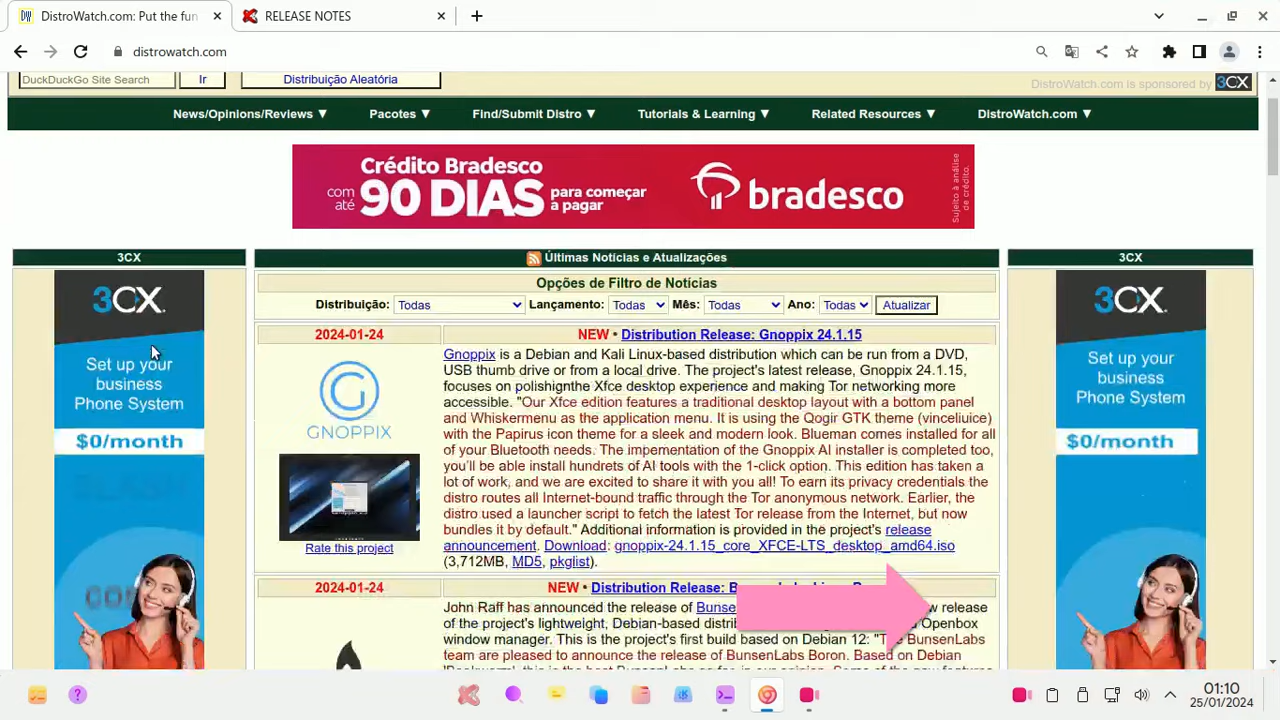 DistroWatch.com: Put the fun
RELEASE NOTES
distrowatch.com
DuckDuckGo Site Search
Ir
Distribuição Aleatória
DistroWatch.com is sponsored by 3CX
News/Opinions/Reviews ▼ Pacotes ▼ Find/Submit Distro ▼ Tutorials & Learning ▼ Related Resources ▼ DistroWatch.com ▼
Crédito Bradesco
com até 90 DIAS para começar a pagar
bradesco
Sujeito à análise de crédito.
3CX
3CX
Set up your
business
Phone System
$0/month
Últimas Notícias e Atualizações
Opções de Filtro de Notícias
Distribuição: Todas Lançamento: Todas Mês: Todas Ano: Todas Atualizar
2024-01-24
NEW • Distribution Release: Gnoppix 24.1.15
GNOPPIX
Rate this project
Gnoppix is a Debian and Kali Linux-based distribution which can be run from a DVD,
USB thumb drive or from a local drive. The project's latest release, Gnoppix 24.1.15,
focuses on polishignthe Xfce desktop experience and making Tor networking more
accessible. "Our Xfce edition features a traditional desktop layout with a bottom panel
and Whiskermenu as the application menu. It is using the Qogir GTK theme (vinceliuice)
with the Papirus icon theme for a sleek and modern look. Blueman comes installed for all
of your Bluetooth needs. The impementation of the Gnoppix AI installer is completed too,
you'll be able install hundreds of AI tools with the 1-click option. This edition has taken a
lot of work, and we are excited to share it with you all! To earn its privacy credentials the
distro routes all Internet-bound traffic through the Tor anonymous network. Earlier, the
distro used a launcher script to fetch the latest Tor release from the Internet, but now
bundles it by default." Additional information is provided in the project's release
announcement. Download: gnoppix-24.1.15_core_XFCE-LTS_desktop_amd64.iso
(3,712MB, MD5, pkglist).
2024-01-24
NEW • Distribution Release:
John Raff has announced the release of release
of the project's lightweight, Debian-based Openbox
window manager. This is the project's first build based on Debian 12: "The BunsenLabs
team are pleased to announce the release of BunsenLabs Boron. Based on Debian
3CX
3CX
Set up your
business
Phone System
$0/month
01:10
25/01/2024